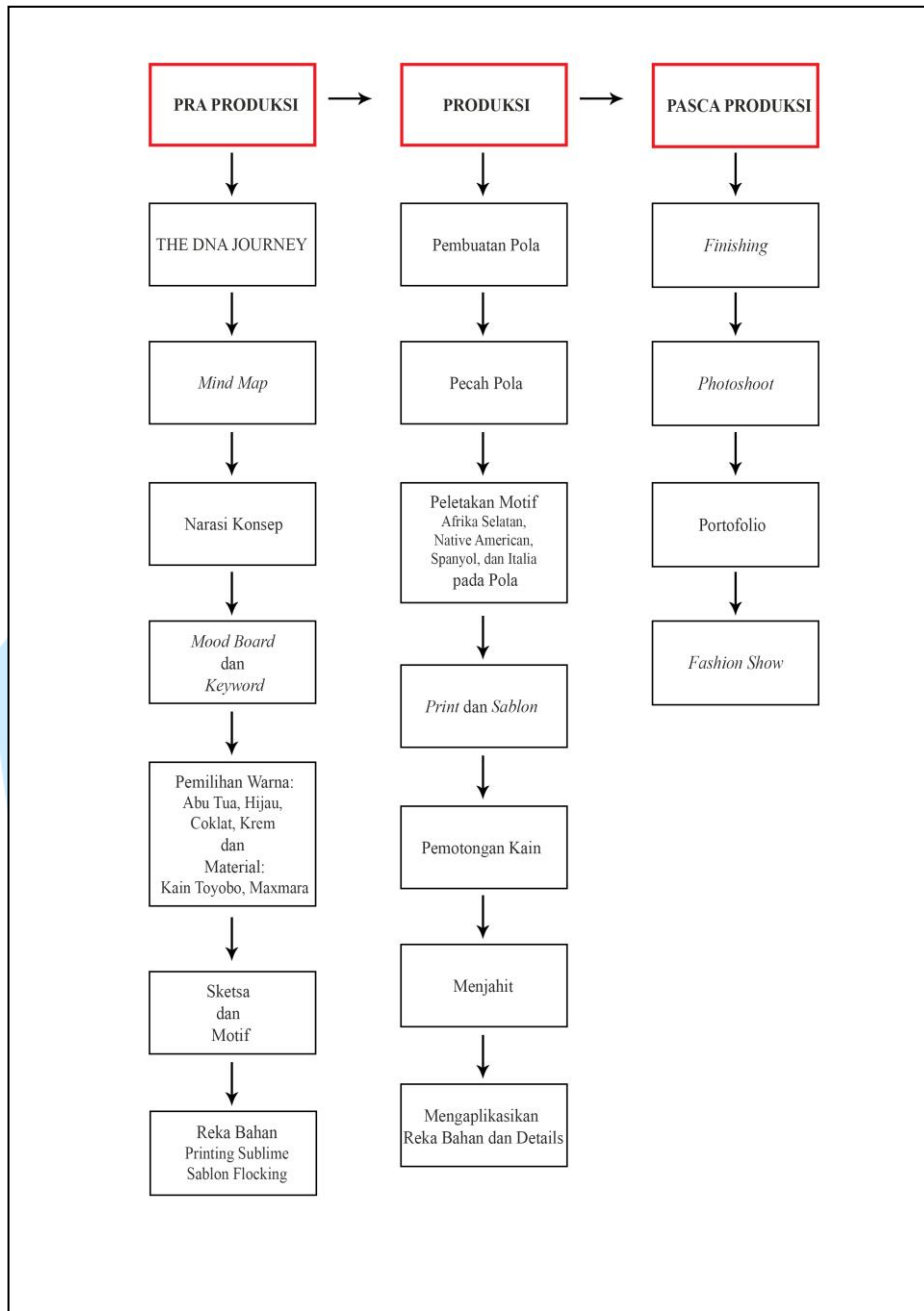 PRA PRODUKSI
THE DNA JOURNEY
Mind Map
Narasi Konsep
Mood Board
dan
Keyword
Pemilihan Warna:
Abu Tua, Hijau,
Coklat, Krem
dan
Material:
Kain Toyobo, Maxmara
Sketsa
dan
Motif
Reka Bahan
Printing Sublime
Sablon Flocking
PRODUKSI
Pembuatan Pola
Pecah Pola
Peletakan Motif
Afrika Selatan,
Native American,
Spanyol, dan Italia
pada Pola
Print dan Sablon
Pemotongan Kain
Menjahit
Mengaplikasikan
Reka Bahan dan Details
PASCA PRODUKSI
Finishing
Photoshoot
Portofolio
Fashion Show